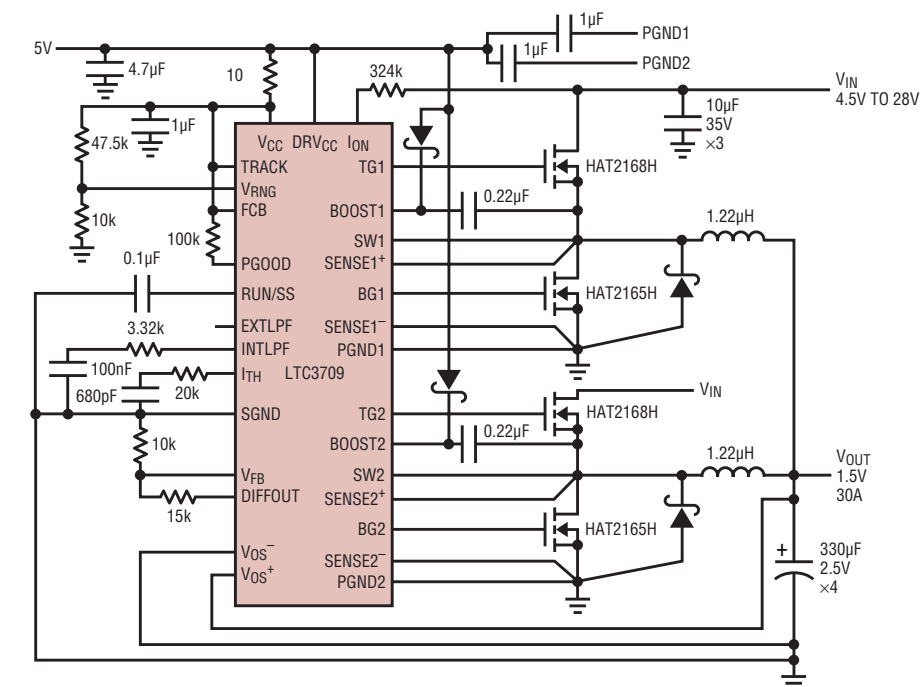 5V
4.7µF
10
324k
1µF
PGND1
1µF
PGND2
VIN
4.5V TO 28V
10µF
35V
×3
47.5k
1µF
10k
100k
VCC DRVCC ION
TRACK
VRNG
FCB
PGOOD
RUN/SS
EXTLPF
INTLPF
ITH
LTC3709
SGND
VFB
DIFFOUT
VOS–
VOS+
TG1
BOOST1
SW1
SENSE1+
BG1
SENSE1–
PGND1
TG2
BOOST2
SW2
SENSE2+
BG2
SENSE2–
PGND2
0.1µF
3.32k
100nF
680pF
20k
10k
15k
HAT2168H
0.22µF
1.22µH
HAT2165H
VIN
HAT2168H
0.22µF
1.22µH
HAT2165H
VOUT
1.5V
30A
+
330µF
2.5V
×4